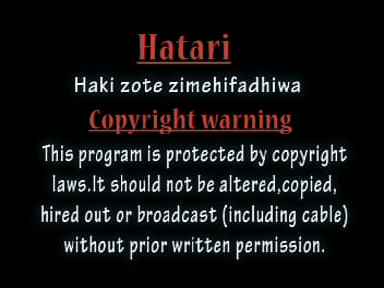 Hatari
Haki zote zimehifadhiwa
Copyright warning
This program is protected by copyright
laws.It should not be altered,copied,
hired out or broadcast (including cable)
without prior written permission.